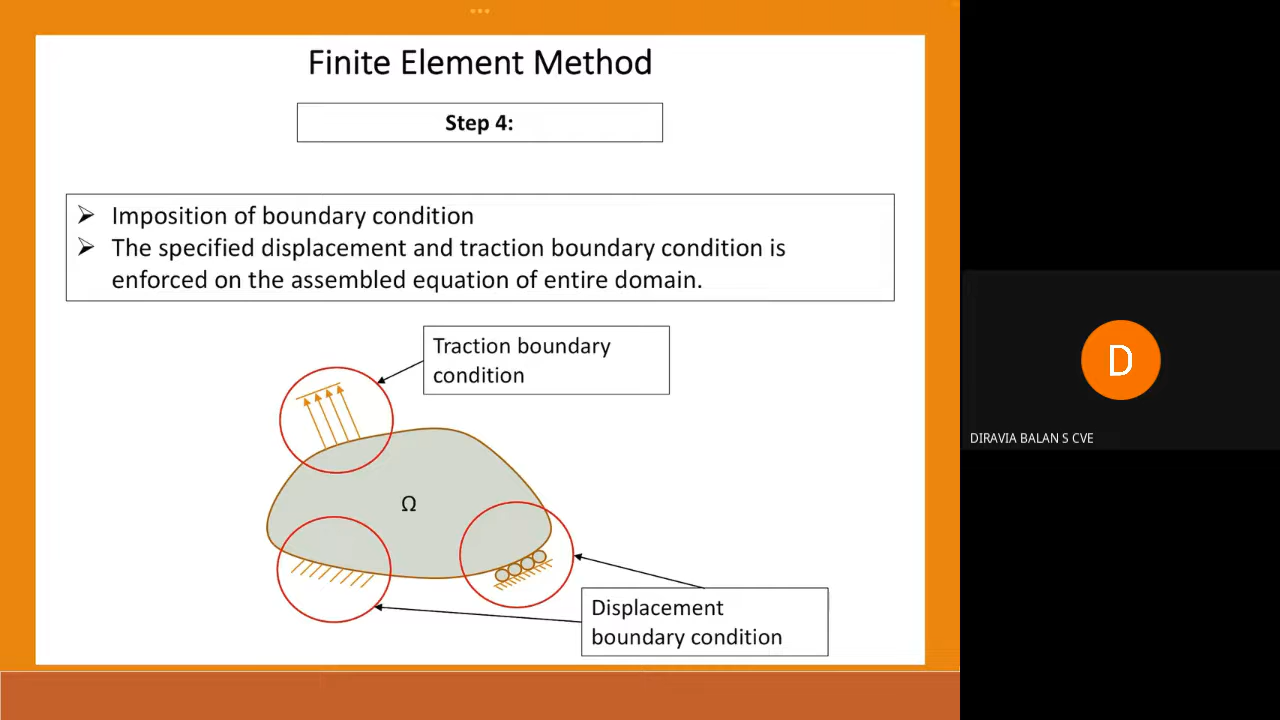 Finite Element Method
Step 4:
➢ Imposition of boundary condition
➢ The specified displacement and traction boundary condition is
enforced on the assembled equation of entire domain.
Traction boundary
condition
Ω
Displacement
boundary condition
D
DIRAVIA BALAN S CVE